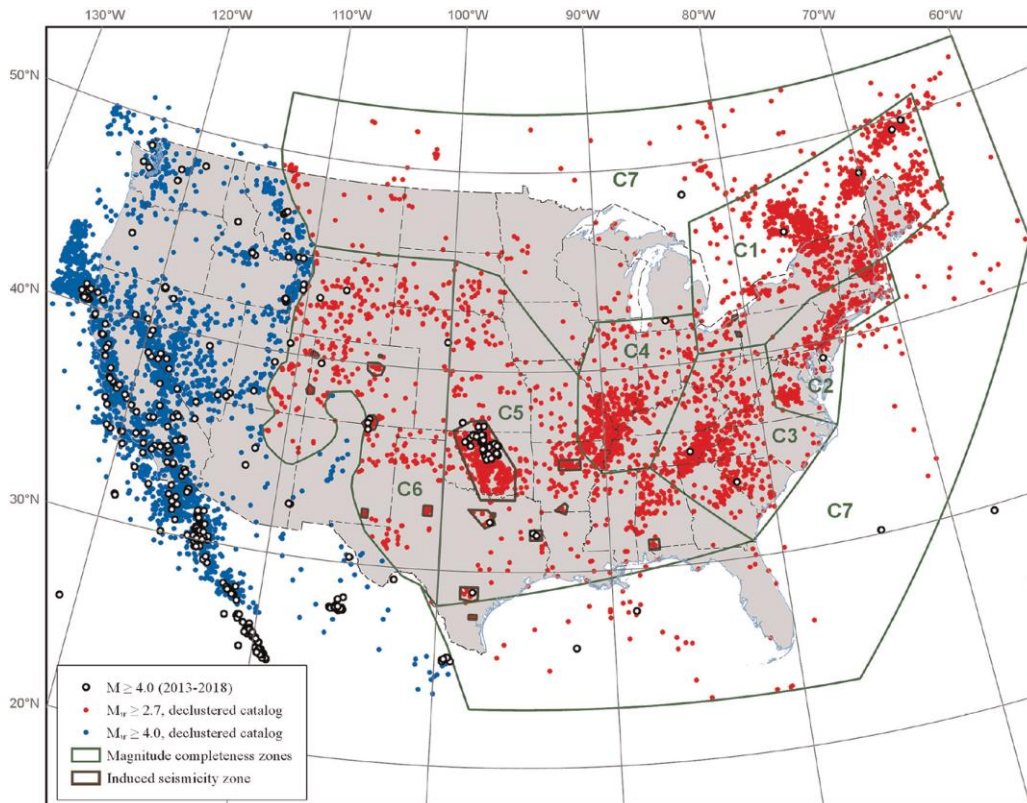 130°W 120°W 110°W 100°W 90°W 80°W 70°W 60°W
50°N
C7
C1
40°N
C4
C2
C5
C3
C6
30°N
C7
M ≥ 4.0 (2013-2018)
20°N
Mw ≥ 2.7, declustered catalog
Mw ≥ 4.0, declustered catalog
Magnitude completeness zones
Induced seismicity zone